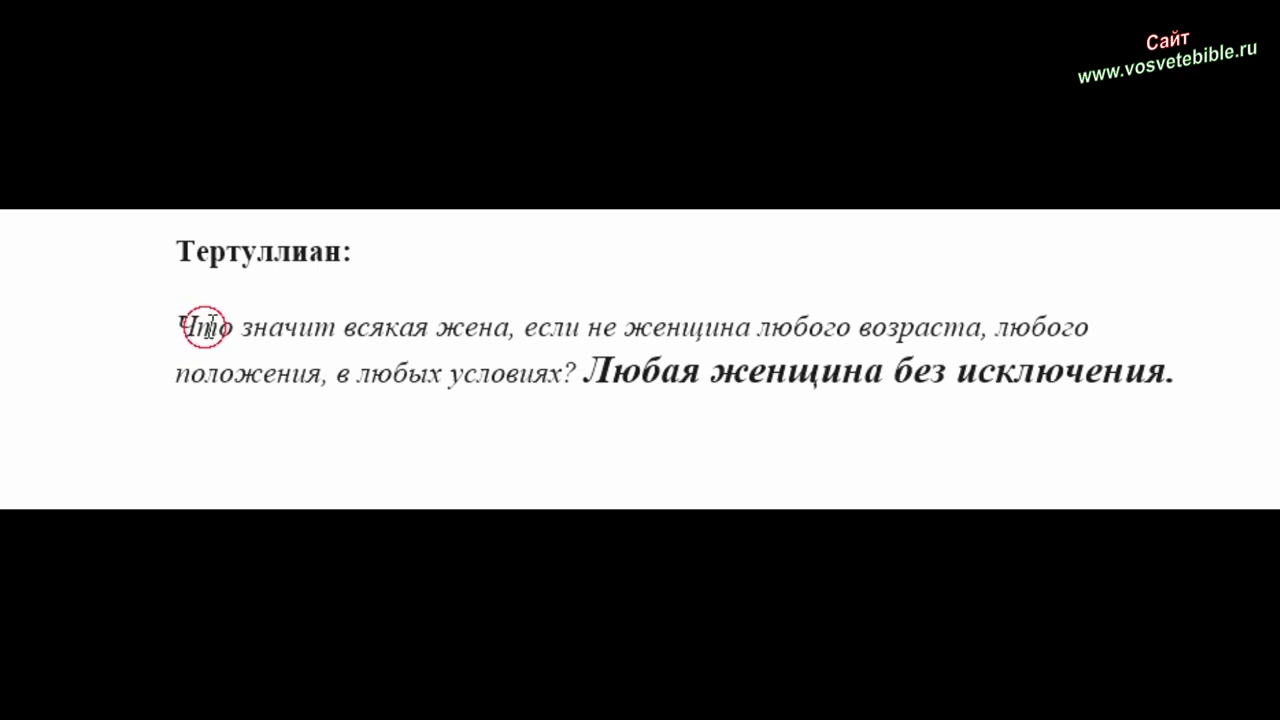 Сайт
www.vosvetebible.ru
Тертуллиан:
Что значит всякая жена, если не женщина любого возраста, любого
положения, в любых условиях? Любая женщина без исключения.